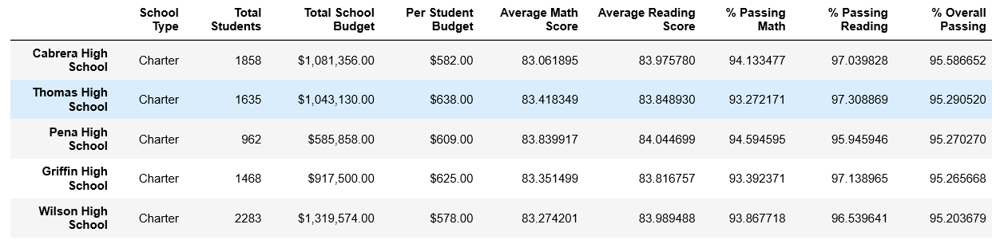 School Type Total Students Total School Budget Per Student Budget Average Math Score Average Reading Score % Passing Math % Passing Reading % Overall Passing
Cabrera High School Charter 1858 $1,081,356.00 $582.00 83.061895 83.975780 94.133477 97.039828 95.586652
Thomas High School Charter 1635 $1,043,130.00 $638.00 83.418349 83.848930 93.272171 97.308869 95.290520
Pena High School Charter 962 $585,858.00 $609.00 83.839917 84.044699 94.594595 95.945946 95.270270
Griffin High School Charter 1468 $917,500.00 $625.00 83.351499 83.816757 93.392371 97.138965 95.265668
Wilson High School Charter 2283 $1,319,574.00 $578.00 83.274201 83.989488 93.867718 96.539641 95.203679